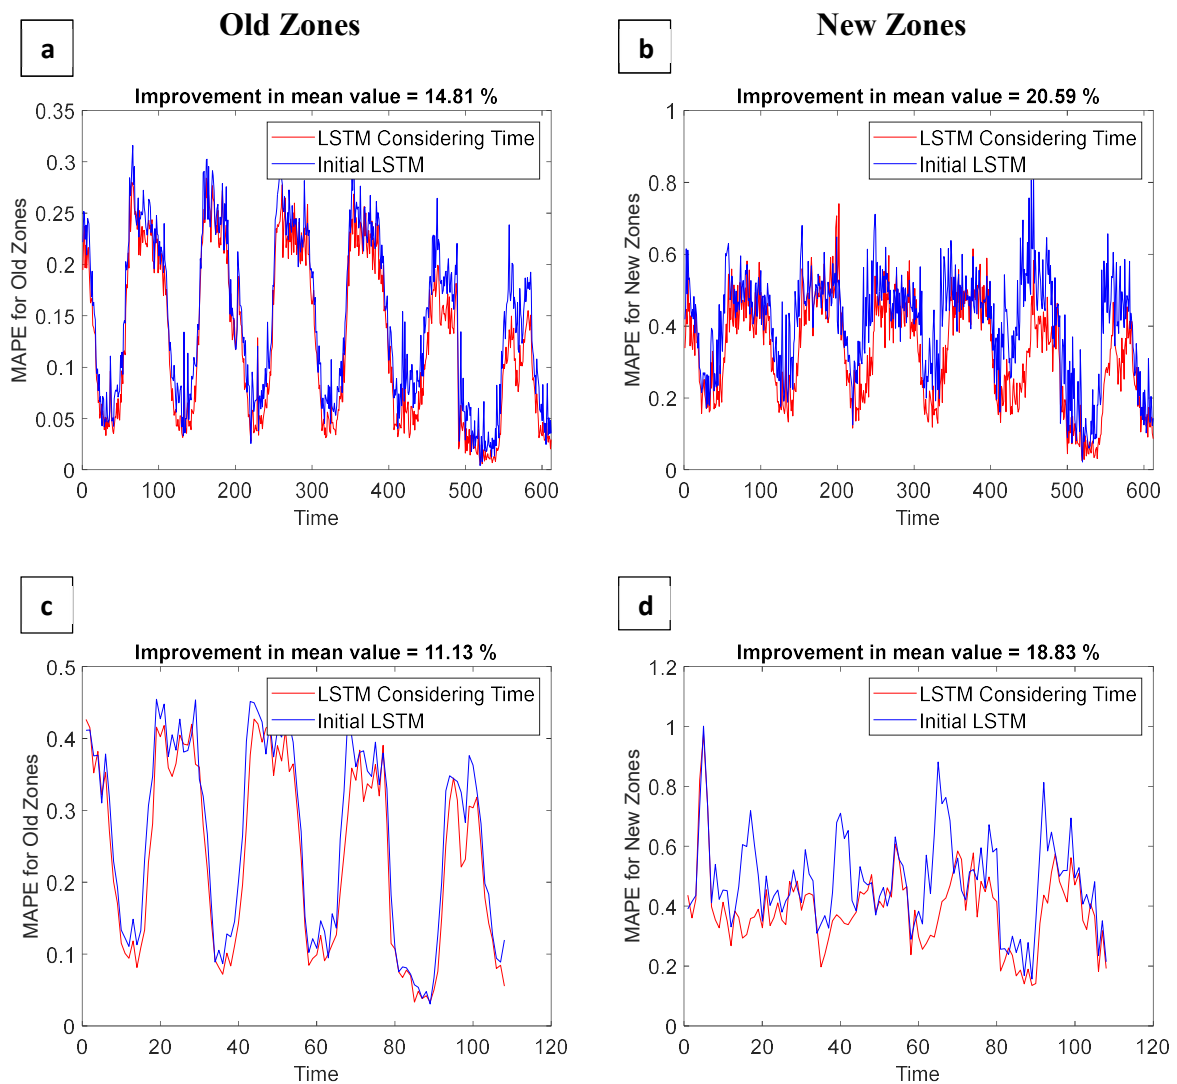 Old Zones
New Zones
a
b
Improvement in mean value = 14.81 %
Improvement in mean value = 20.59 %
LSTM Considering Time
Initial LSTM
LSTM Considering Time
Initial LSTM
MAPE for Old Zones
0.35
0.3
0.25
0.2
0.15
0.1
0.05
0
0 100 200 300 400 500 600
Time
MAPE for New Zones
1
0.8
0.6
0.4
0.2
0
0 100 200 300 400 500 600
Time
c
d
Improvement in mean value = 11.13 %
Improvement in mean value = 18.83 %
LSTM Considering Time
Initial LSTM
LSTM Considering Time
Initial LSTM
MAPE for Old Zones
0.5
0.4
0.3
0.2
0.1
0
0 20 40 60 80 100 120
Time
MAPE for New Zones
1.2
1
0.8
0.6
0.4
0.2
0
0 20 40 60 80 100 120
Time